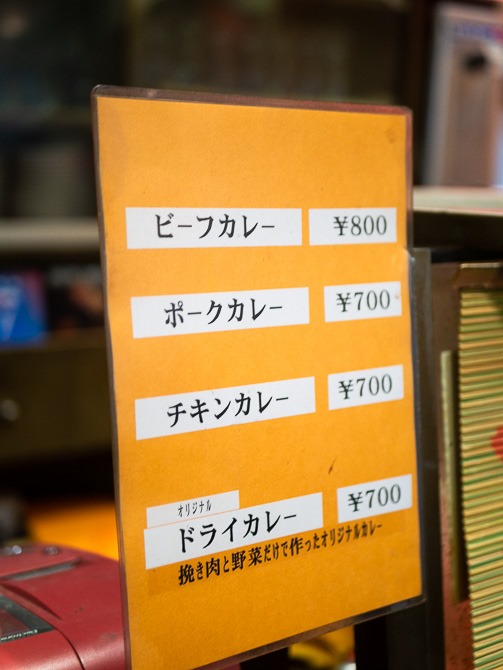 ビーフカレー ¥800
ポークカレー ¥700
チキンカレー ¥700
オリジナル
ドライカレー ¥700
挽き肉と野菜だけで作ったオリジナルカレー